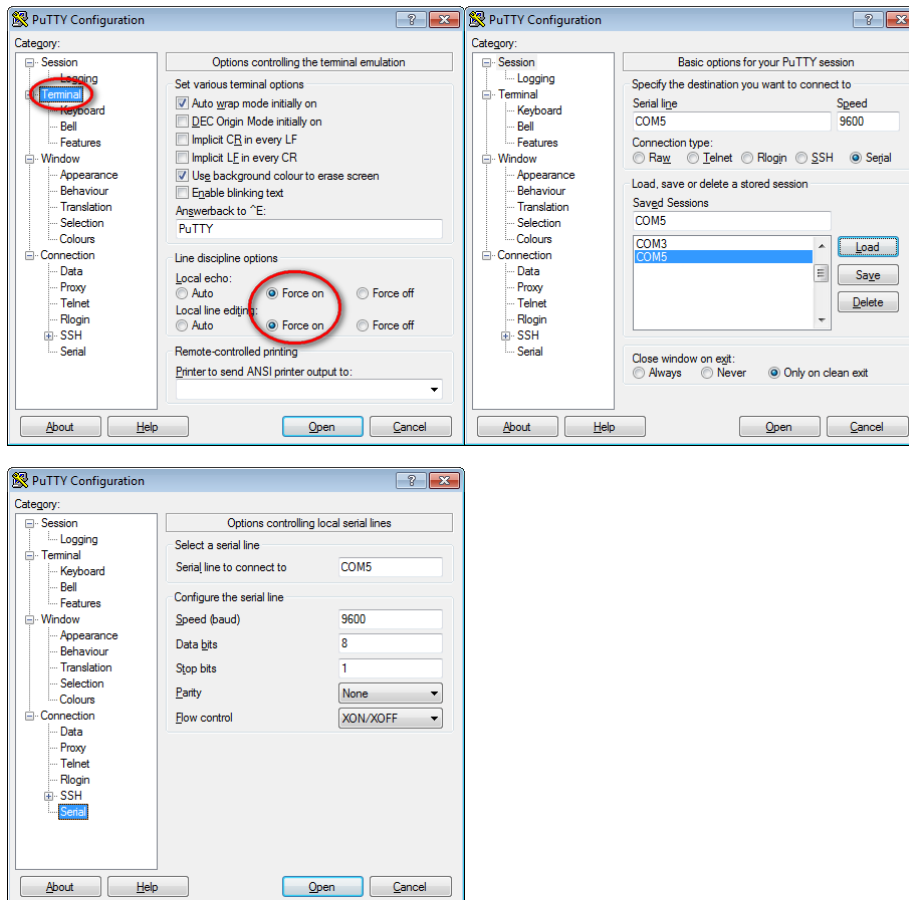 PuTTY Configuration
Category:
Session
Logging
Terminal
Keyboard
Bell
Features
Window
Appearance
Behaviour
Translation
Selection
Colours
Connection
Data
Proxy
Telnet
Rlogin
SSH
Serial
Options controlling the terminal emulation
Set various terminal options
Auto wrap mode initially on
DEC Origin Mode initially on
Implicit CR in every LF
Implicit LF in every CR
Use background colour to erase screen
Enable blinking text
Answerback to ^E:
PuTTY
Line discipline options
Local echo:
Auto Force on Force off
Local line editing:
Auto Force on Force off
Remote-controlled printing
Printer to send ANSI printer output to:
About Help Open Cancel
PuTTY Configuration
Category:
Session
Logging
Terminal
Keyboard
Bell
Features
Window
Appearance
Behaviour
Translation
Selection
Colours
Connection
Data
Proxy
Telnet
Rlogin
SSH
Serial
Basic options for your PuTTY session
Specify the destination you want to connect to
Serial line Speed
COM5 9600
Connection type:
Raw Telnet Rlogin SSH Serial
Load, save or delete a stored session
Saved Sessions
COM5
COM3
COM5
Load
Save
Delete
Close window on exit:
Always Never Only on clean exit
About Help Open Cancel
PuTTY Configuration
Category:
Session
Logging
Terminal
Keyboard
Bell
Features
Window
Appearance
Behaviour
Translation
Selection
Colours
Connection
Data
Proxy
Telnet
Rlogin
SSH
Serial
Options controlling local serial lines
Select a serial line
Serial line to connect to COM5
Configure the serial line
Speed (baud) 9600
Data bits 8
Stop bits 1
Parity None
Flow control XON/XOFF
About Help Open Cancel